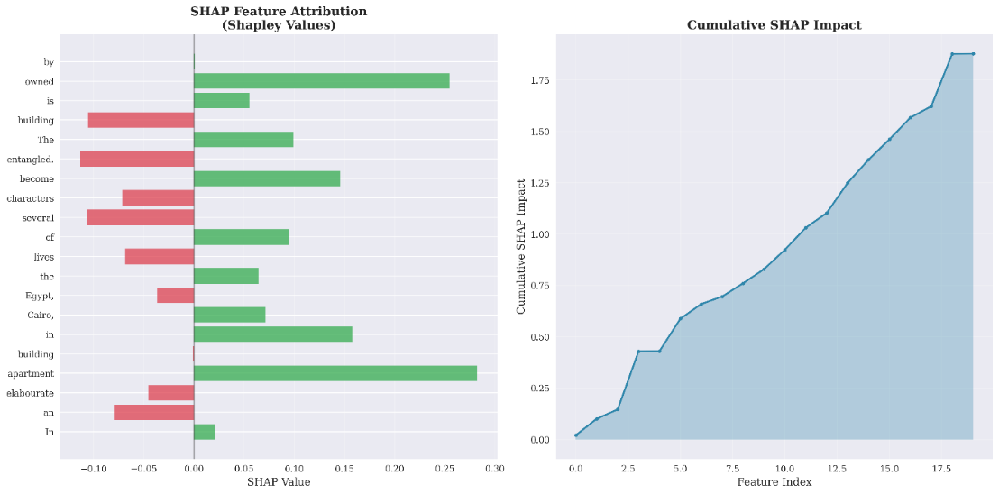 SHAP Feature Attribution
(Shapley Values)
by
owned
is
building
The
entangled.
become
characters
several
of
lives
the
Egypt,
Cairo,
in
building
apartment
elabourate
an
In
−0.10 −0.05 0.00 0.05 0.10 0.15 0.20 0.25 0.30
SHAP Value
Cumulative SHAP Impact
Cumulative SHAP Impact
1.75
1.50
1.25
1.00
0.75
0.50
0.25
0.00
0.0 2.5 5.0 7.5 10.0 12.5 15.0 17.5
Feature Index